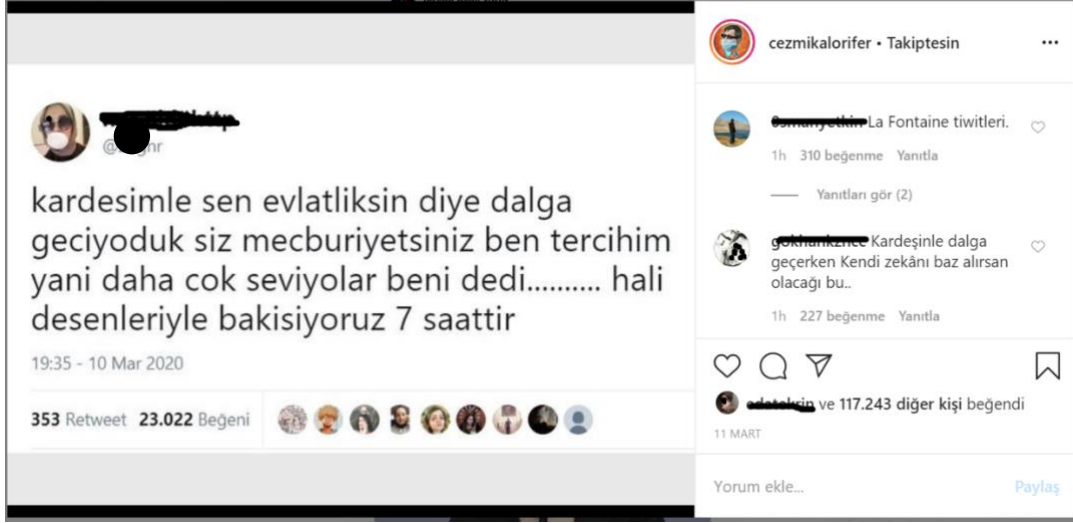 kardesimle sen evlatliksin diye dalga
geciyoduk siz mecburiyetsiniz ben tercihim
yani daha cok seviyolar beni dedi.......... hali
desenleriyle bakisiyoruz 7 saattir
19:35 - 10 Mar 2020
353 Retweet 23.022 Beğeni
cezmikalorifer • Takiptesin
La Fontaine tiwitleri.
1h 310 beğenme Yanıtla
Yanıtları gör (2)
Kardeşinle dalga
geçerken Kendi zekânı baz alırsan
olacağı bu..
1h 227 beğenme Yanıtla
ve 117.243 diğer kişi beğendi
11 MART
Yorum ekle... Paylaş